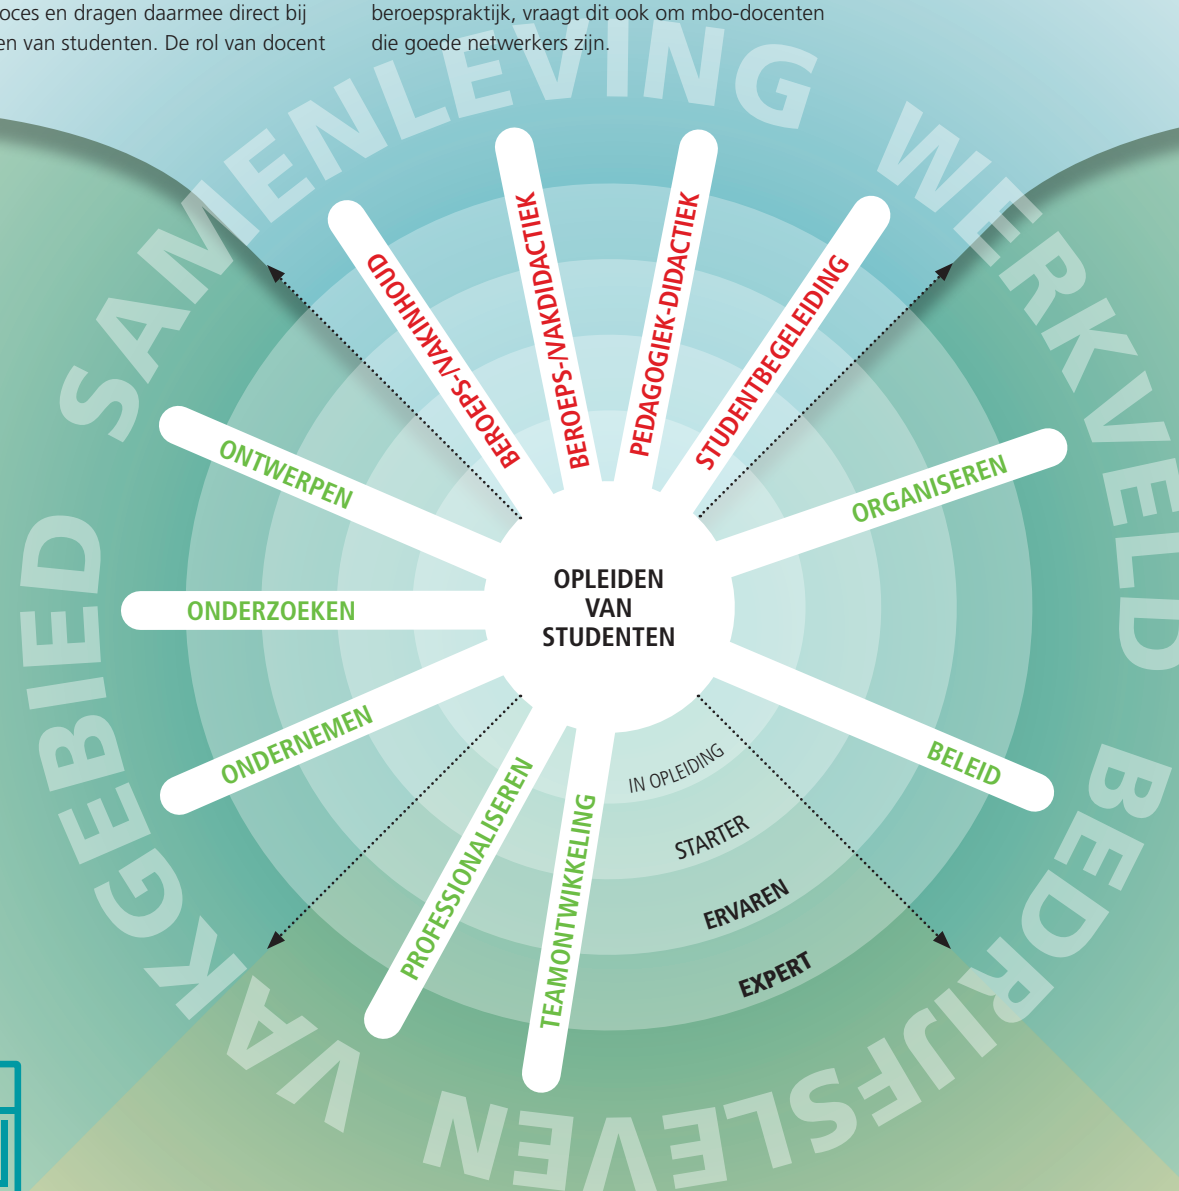 oces en dragen daarmee direct bij
en van studenten. De rol van docent
beroepspraktijk, vraagt dit ook om mbo-docenten
die goede netwerkers zijn.
SAMENLEVING
WERKVELD
BEDRIJFSLEVEN
VAKGEBIED
BEROEPS-/VAKINHOUD
BEROEPS-/VAKDIDACTIEK
PEDAGOGIEK-DIDACTIEK
STUDENTBEGELEIDING
ORGANISEREN
BELEID
TEAMONTWIKKELING
PROFESSIONALISEREN
ONDERNEMEN
ONDERZOEKEN
ONTWERPEN
OPLEIDEN
VAN
STUDENTEN
IN OPLEIDING
STARTER
ERVAREN
EXPERT